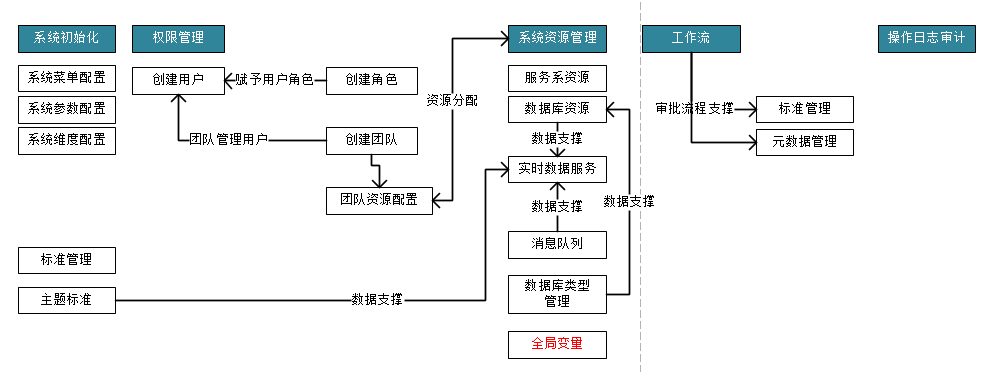 系统初始化
权限管理
系统资源管理
工作流
操作日志审计
系统菜单配置
创建用户
赋予用户角色
创建角色
服务系资源
资源分配
系统参数配置
数据库资源
审批流程支撑
标准管理
系统维度配置
团队管理用户
创建团队
数据支撑
元数据管理
实时数据服务
团队资源配置
数据支撑
数据支撑
消息队列
标准管理
主题标准
数据支撑
数据库类型
管理
全局变量